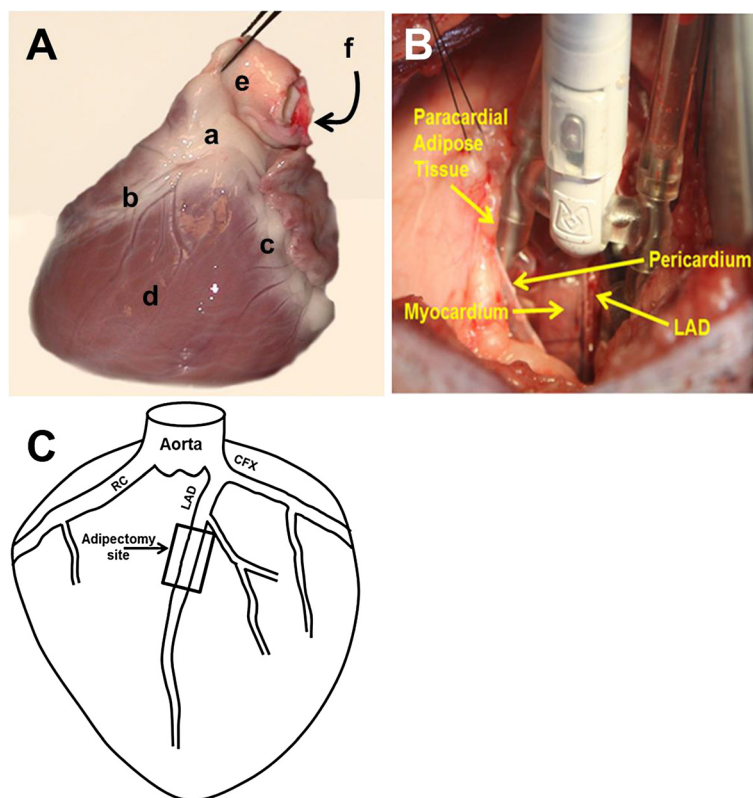 A
f
e
a
b
c
d
B
Paracardial
Adipose
Tissue
Pericardium
Myocardium
LAD
C
Aorta
RC
CFX
LAD
Adipectomy
site